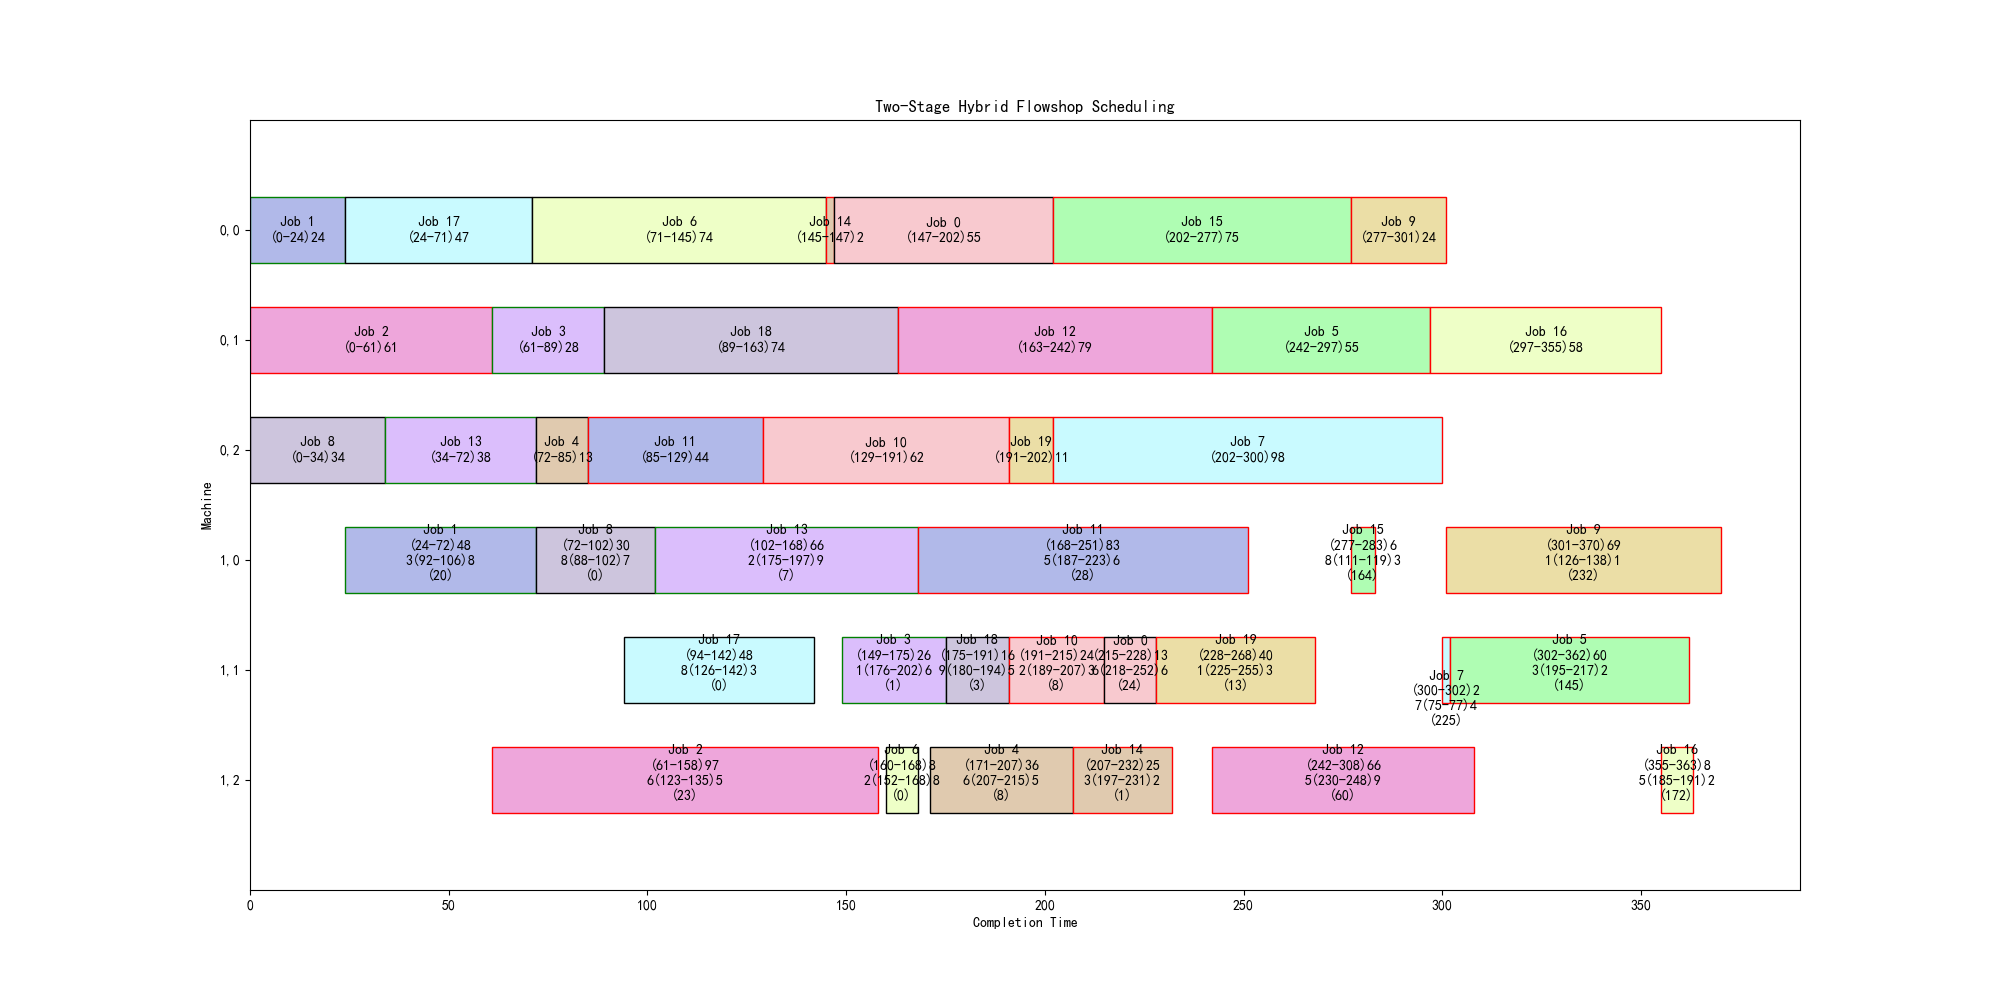 Two-Stage Hybrid Flowshop Scheduling
0,0
Job 1
(0-24)24
Job 17
(24-71)47
Job 6
(71-145)74
Job 14
(145-147)2
Job 0
(147-202)55
Job 15
(202-277)75
Job 9
(277-301)24
0,1
Job 2
(0-61)61
Job 3
(61-89)28
Job 18
(89-163)74
Job 12
(163-242)79
Job 5
(242-297)55
Job 16
(297-355)58
0,2
Job 8
(0-34)34
Job 13
(34-72)38
Job 4
(72-85)13
Job 11
(85-129)44
Job 10
(129-191)62
Job 19
(191-202)11
Job 7
(202-300)98
Machine
1,0
Job 1
(24-72)48
3(92-106)8
(20)
Job 8
(72-102)30
8(88-102)7
(0)
Job 13
(102-168)66
2(175-197)9
(7)
Job 11
(168-251)83
5(187-223)6
(28)
Job 15
(277-283)6
8(111-119)3
(164)
Job 9
(301-370)69
1(126-138)1
(232)
1,1
Job 17
(94-142)48
8(126-142)3
(0)
Job 3
(149-175)26
1(176-202)6
(1)
Job 18
(175-191)16
9(180-194)5
(3)
Job 10
(191-215)24
2(189-207)3
(8)
Job 0
(215-228)13
6(218-252)6
(24)
Job 19
(228-268)40
1(225-255)3
(13)
Job 7
(300-302)2
7(75-77)4
(225)
Job 5
(302-362)60
3(195-217)2
(145)
1,2
Job 2
(61-158)97
6(123-135)5
(23)
Job 6
(160-168)8
2(152-168)8
(0)
Job 4
(171-207)36
6(207-215)5
(8)
Job 14
(207-232)25
3(197-231)2
(1)
Job 12
(242-308)66
5(230-248)9
(60)
Job 16
(355-363)8
5(185-191)2
(172)
0 50 100 150 200 250 300 350
Completion Time